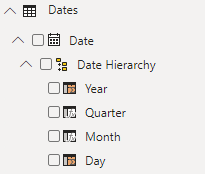 Dates
Date
Date Hierarchy
Year
Quarter
Month
Day